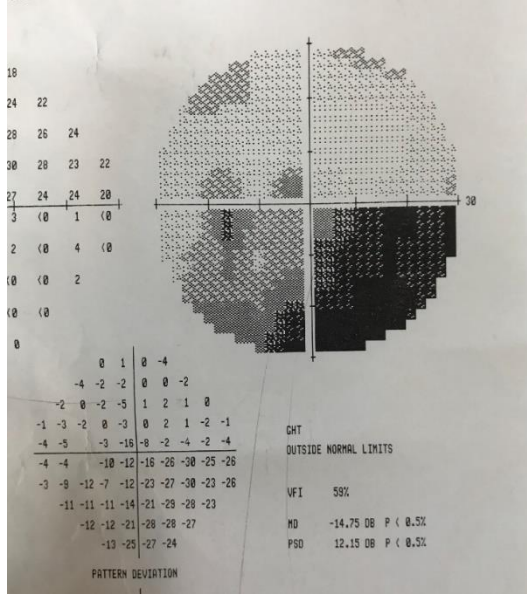 18
24 22
28 26 24
30 28 23 22
27 24 24 20
30
3 <0 1 <0
2 <0 4 <0
<0 <0 2
<0 <0
0
0 1 0 -4
-4 -2 -2 0 0 -2
-2 0 -2 -5 1 2 1 0
-1 -3 -2 0 -3 0 2 1 -2 -1
-4 -5 -3 -16 -8 -2 -4 -2 -4
-4 -4 -10 -12 -16 -26 -30 -25 -26
-3 -9 -12 -7 -12 -23 -27 -30 -23 -26
-11 -11 -11 -14 -21 -29 -28 -23
-12 -12 -21 -28 -28 -27
-13 -25 -27 -24
PATTERN DEVIATION
GHT
OUTSIDE NORMAL LIMITS
VFI 59%
MD -14.75 DB P < 0.5%
PSD 12.15 DB P < 0.5%